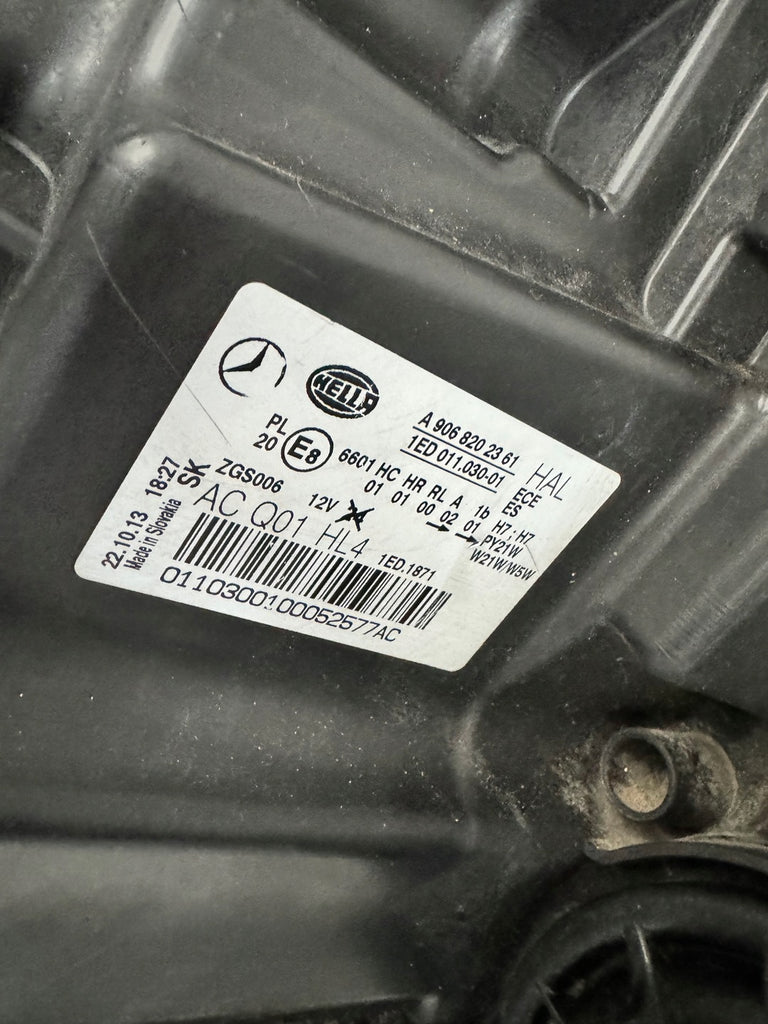 HELLA
A 906 820 23 61
1ED 011.030-01
HAL
ECE
ES
PL
20
E8
6601 HC HR RL A 1b
01 01 00 02 01
H7 ; H7
PY21W
W21W/W5W
ZGS006
12V
SK
AC Q01 HL4
1ED.1871
22.10.13 18:27
Made in Slovakia
01103001 00052577AC